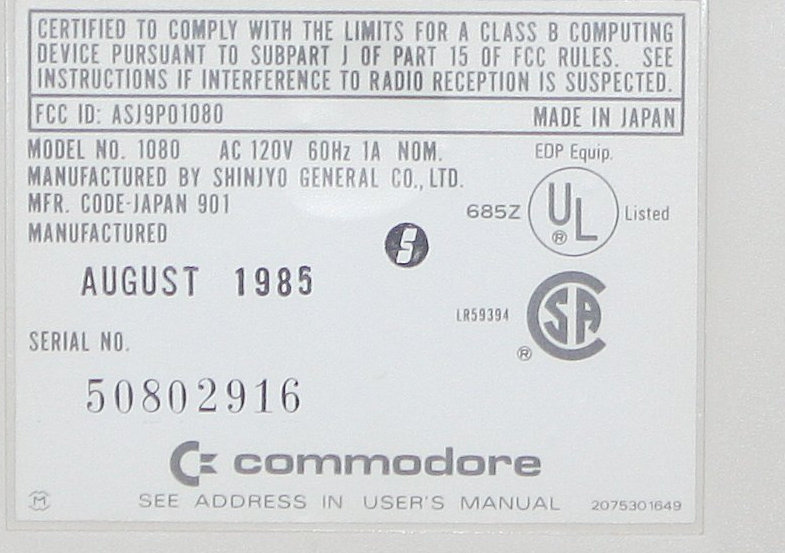 CERTIFIED TO COMPLY WITH THE LIMITS FOR A CLASS B COMPUTING
DEVICE PURSUANT TO SUBPART J OF PART 15 OF FCC RULES. SEE
INSTRUCTIONS IF INTERFERENCE TO RADIO RECEPTION IS SUSPECTED.
FCC ID: ASJ9P01080 MADE IN JAPAN
MODEL NO. 1080 AC 120V 60Hz 1A NOM.
EDP Equip.
MANUFACTURED BY SHINJYO GENERAL CO., LTD.
MFR. CODE-JAPAN 901
685Z UL ® Listed
MANUFACTURED
S
AUGUST 1985
LR59394 CSA ®
SERIAL NO.
50802916
commodore
M SEE ADDRESS IN USER'S MANUAL 2075301649